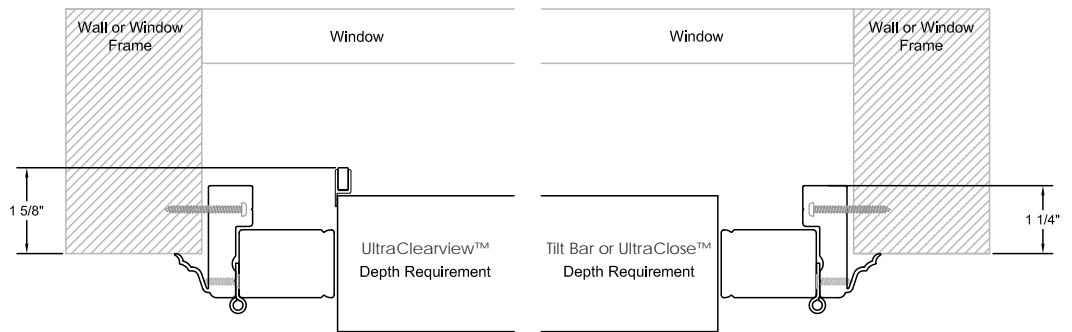 Wall or Window
Frame
Window
Window
Wall or Window
Frame
1 5/8"
UltraClearview™
Depth Requirement
Tilt Bar or UltraClose™
Depth Requirement
1 1/4"